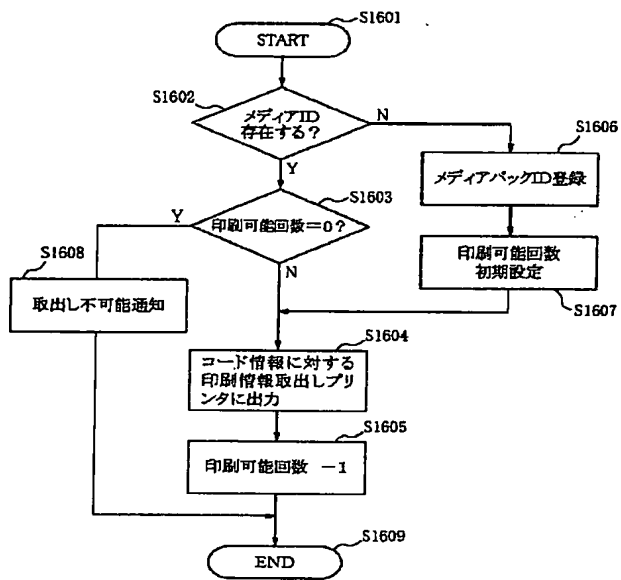 S1601
START
S1602
メディアID
存在する？
N
Y
S1606
メディアパックID登録
S1603
印刷可能回数＝0？
Y
N
S1608
取出し不可能通知
印刷可能回数
初期設定
S1607
S1604
コード情報に対する
印刷情報取出しプリ
ンタに出力
S1605
印刷可能回数 －1
S1609
END